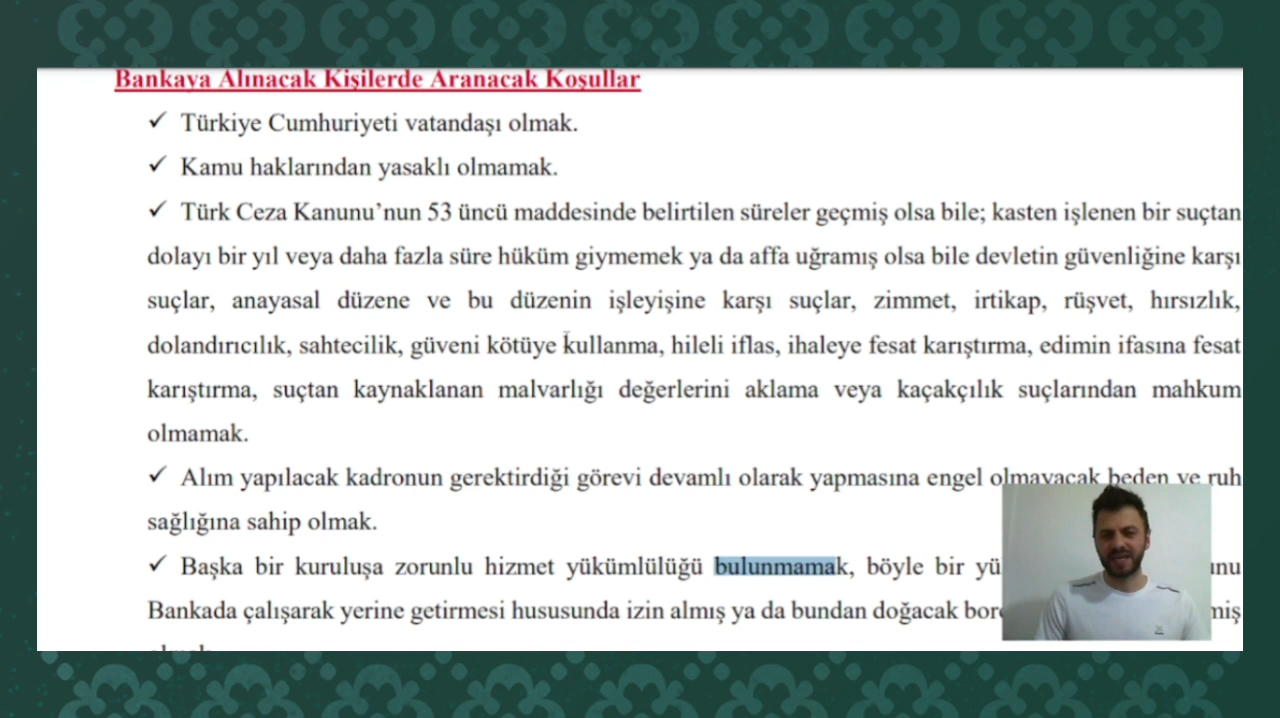 Bankaya Alınacak Kişilerde Aranacak Koşullar
✓ Türkiye Cumhuriyeti vatandaşı olmak.
✓ Kamu haklarından yasaklı olmamak.
✓ Türk Ceza Kanunu’nun 53 üncü maddesinde belirtilen süreler geçmiş olsa bile; kasten işlenen bir suçtan
dolayı bir yıl veya daha fazla süre hüküm giymemek ya da affa uğramış olsa bile devletin güvenliğine karşı
suçlar, anayasal düzene ve bu düzenin işleyişine karşı suçlar, zimmet, irtikap, rüşvet, hırsızlık,
dolandırıcılık, sahtecilik, güveni kötüye kullanma, hileli iflas, ihaleye fesat karıştırma, edimin ifasına fesat
karıştırma, suçtan kaynaklanan malvarlığı değerlerini aklama veya kaçakçılık suçlarından mahkum
olmamak.
✓ Alım yapılacak kadronun gerektirdiği görevi devamlı olarak yapmasına engel olmayacak beden ve ruh
sağlığına sahip olmak.
✓ Başka bir kuruluşa zorunlu hizmet yükümlülüğü bulunmamak, böyle bir
Bankada çalışarak yerine getirmesi hususunda izin almış ya da bundan doğacak